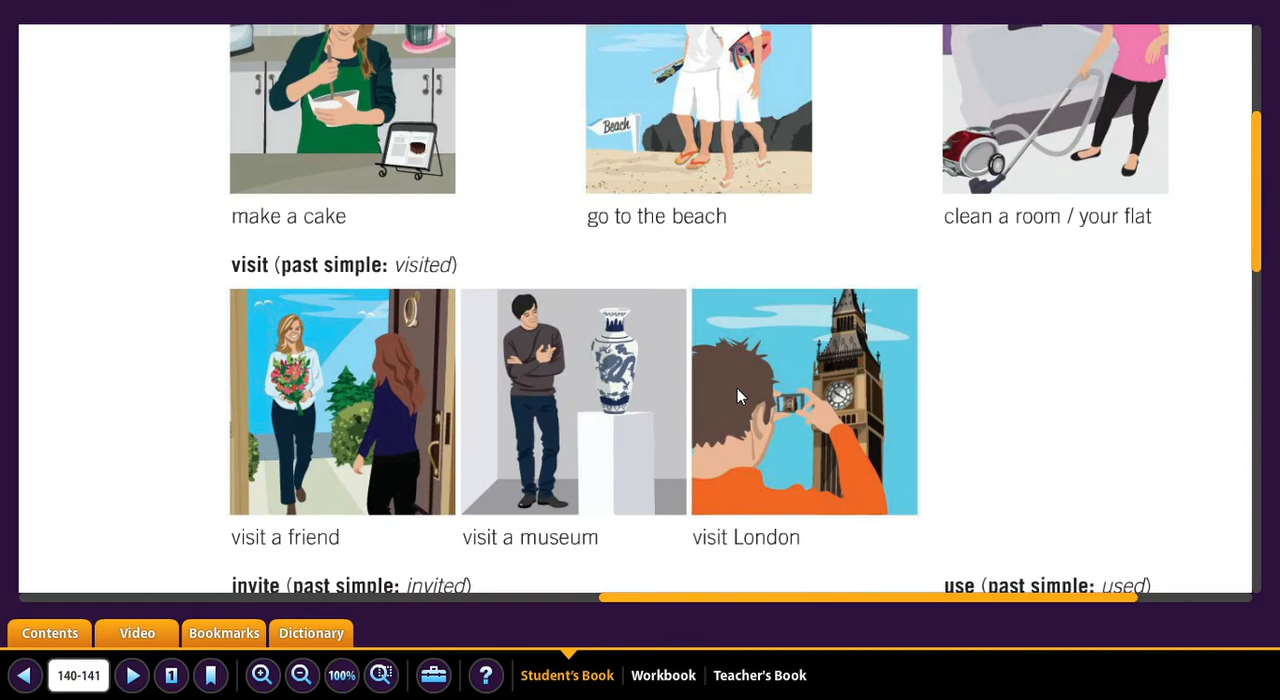 Beach
make a cake
go to the beach
clean a room / your flat
visit (past simple: visited)
visit a friend
visit a museum
visit London
invite (past simple: invited)
use (past simple: used)
Contents
Video
Bookmarks
Dictionary
140-141
1
100%
?
Student's Book
Workbook
Teacher's Book